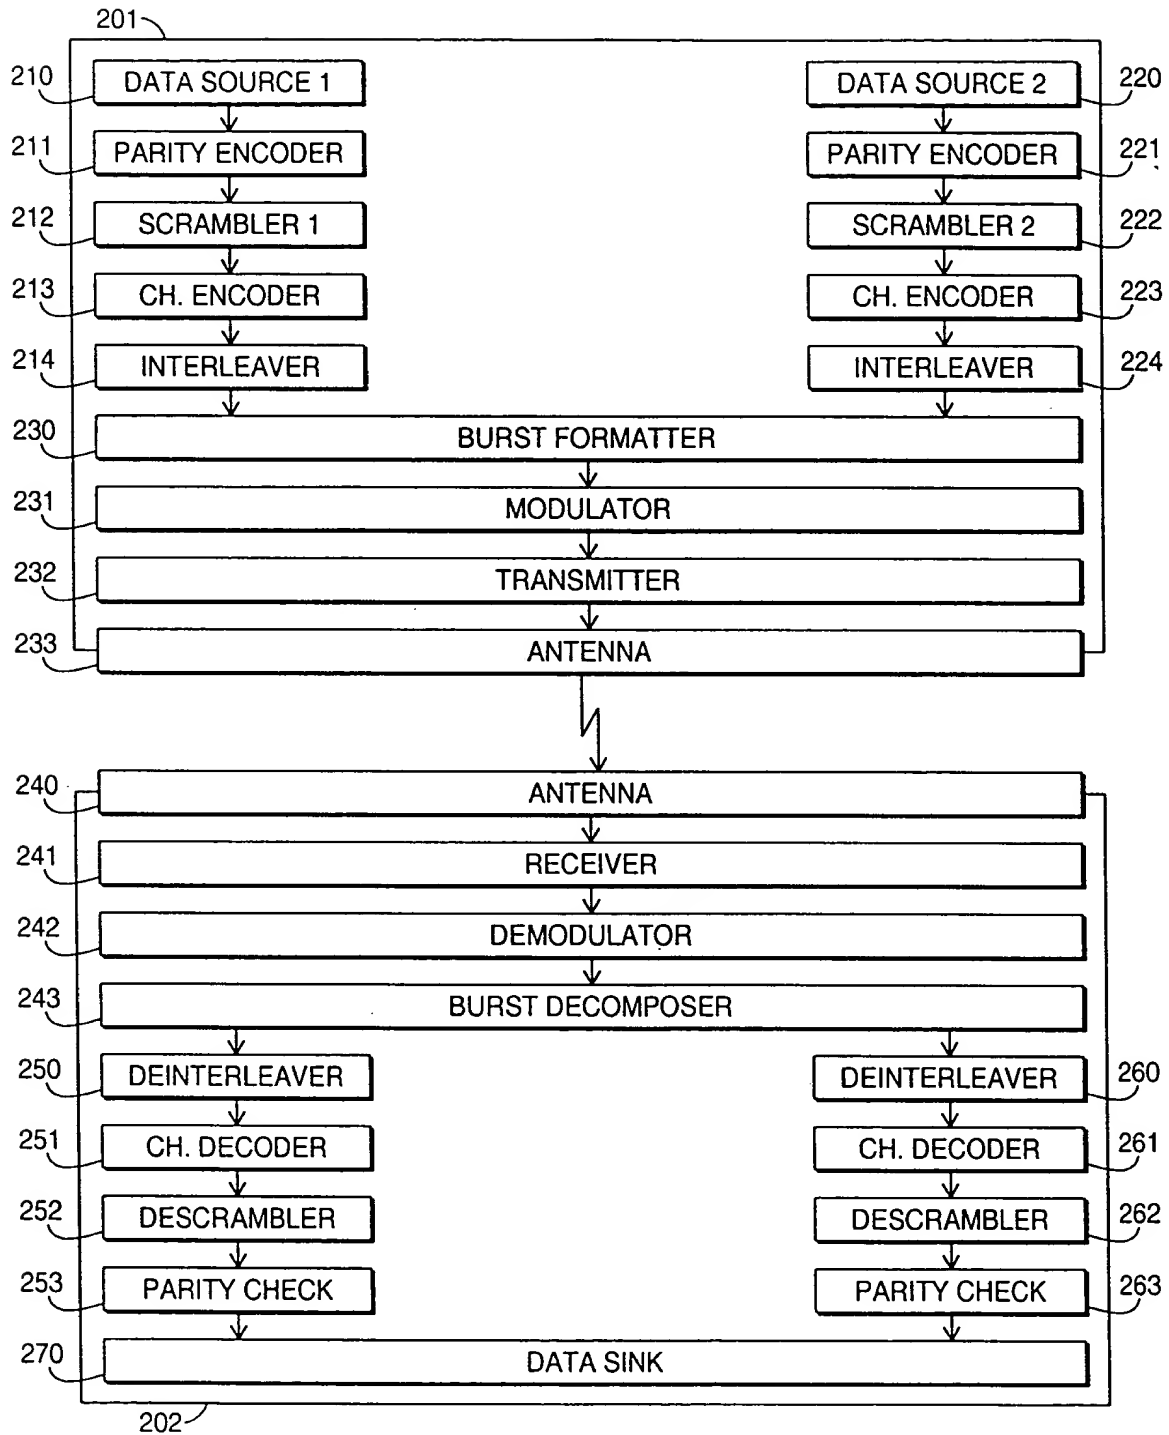 201
210 DATA SOURCE 1 DATA SOURCE 2 220
211 PARITY ENCODER PARITY ENCODER 221
212 SCRAMBLER 1 SCRAMBLER 2 222
213 CH. ENCODER CH. ENCODER 223
214 INTERLEAVER INTERLEAVER 224
230 BURST FORMATTER
231 MODULATOR
232 TRANSMITTER
233 ANTENNA
240 ANTENNA
241 RECEIVER
242 DEMODULATOR
243 BURST DECOMPOSER
250 DEINTERLEAVER DEINTERLEAVER 260
251 CH. DECODER CH. DECODER 261
252 DESCRAMBLER DESCRAMBLER 262
253 PARITY CHECK PARITY CHECK 263
270 DATA SINK
202